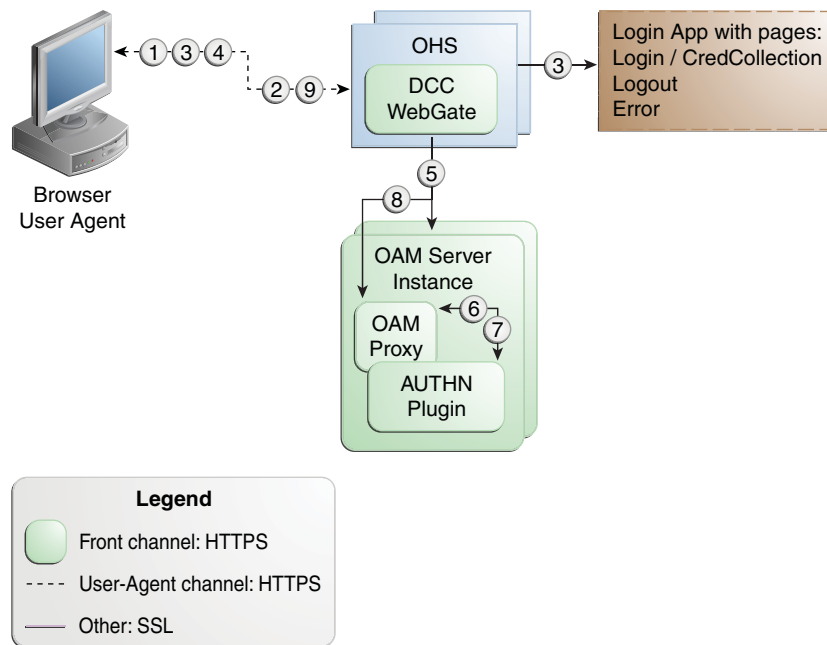 1 3 4
2 9
OHS
DCC
WebGate
3
Login App with pages:
Login / CredCollection
Logout
Error
Browser
User Agent
5
8
OAM Server
Instance
OAM
Proxy
6
7
AUTHN
Plugin
Legend
Front channel: HTTPS
User-Agent channel: HTTPS
Other: SSL